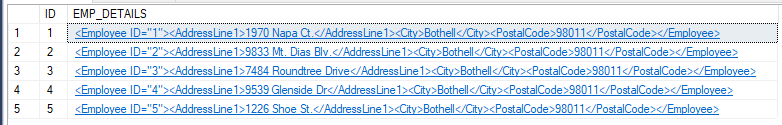 ID EMP_DETAILS
1 1 <Employee ID="1"><AddressLine1>1970 Napa Ct.</AddressLine1><City>Bothell</City><PostalCode>98011</PostalCode></Employee>
2 2 <Employee ID="2"><AddressLine1>9833 Mt. Dias Blv.</AddressLine1><City>Bothell</City><PostalCode>98011</PostalCode></Employee>
3 3 <Employee ID="3"><AddressLine1>7484 Roundtree Drive</AddressLine1><City>Bothell</City><PostalCode>98011</PostalCode></Employee>
4 4 <Employee ID="4"><AddressLine1>9539 Glenside Dr</AddressLine1><City>Bothell</City><PostalCode>98011</PostalCode></Employee>
5 5 <Employee ID="5"><AddressLine1>1226 Shoe St.</AddressLine1><City>Bothell</City><PostalCode>98011</PostalCode></Employee>